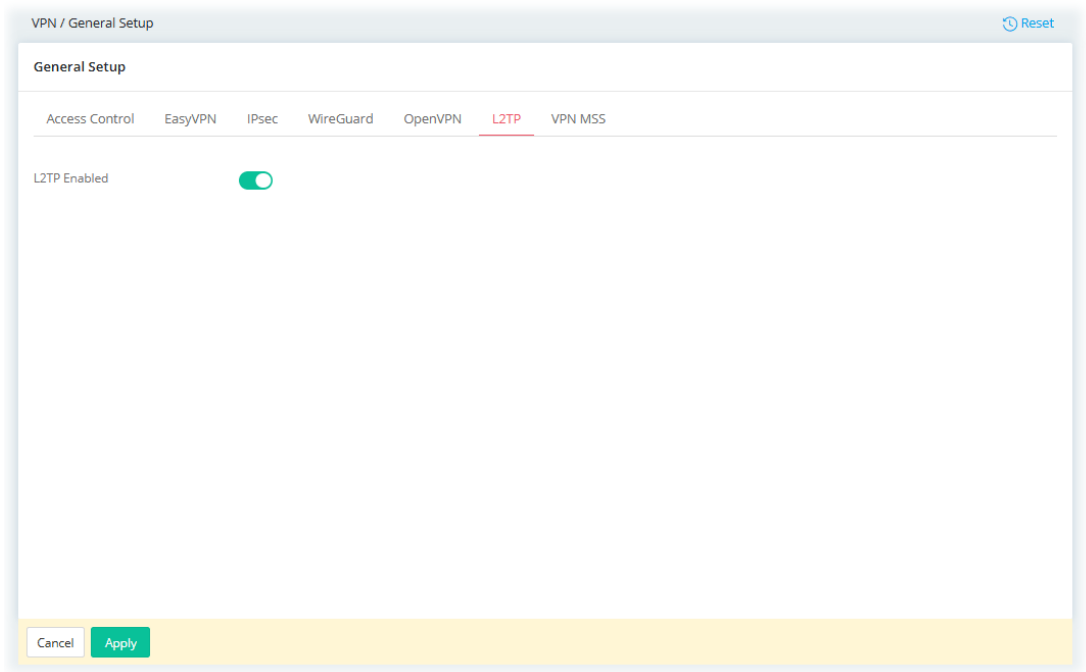 VPN / General Setup
Reset
General Setup
Access Control EasyVPN IPsec WireGuard OpenVPN L2TP VPN MSS
L2TP Enabled
Cancel Apply